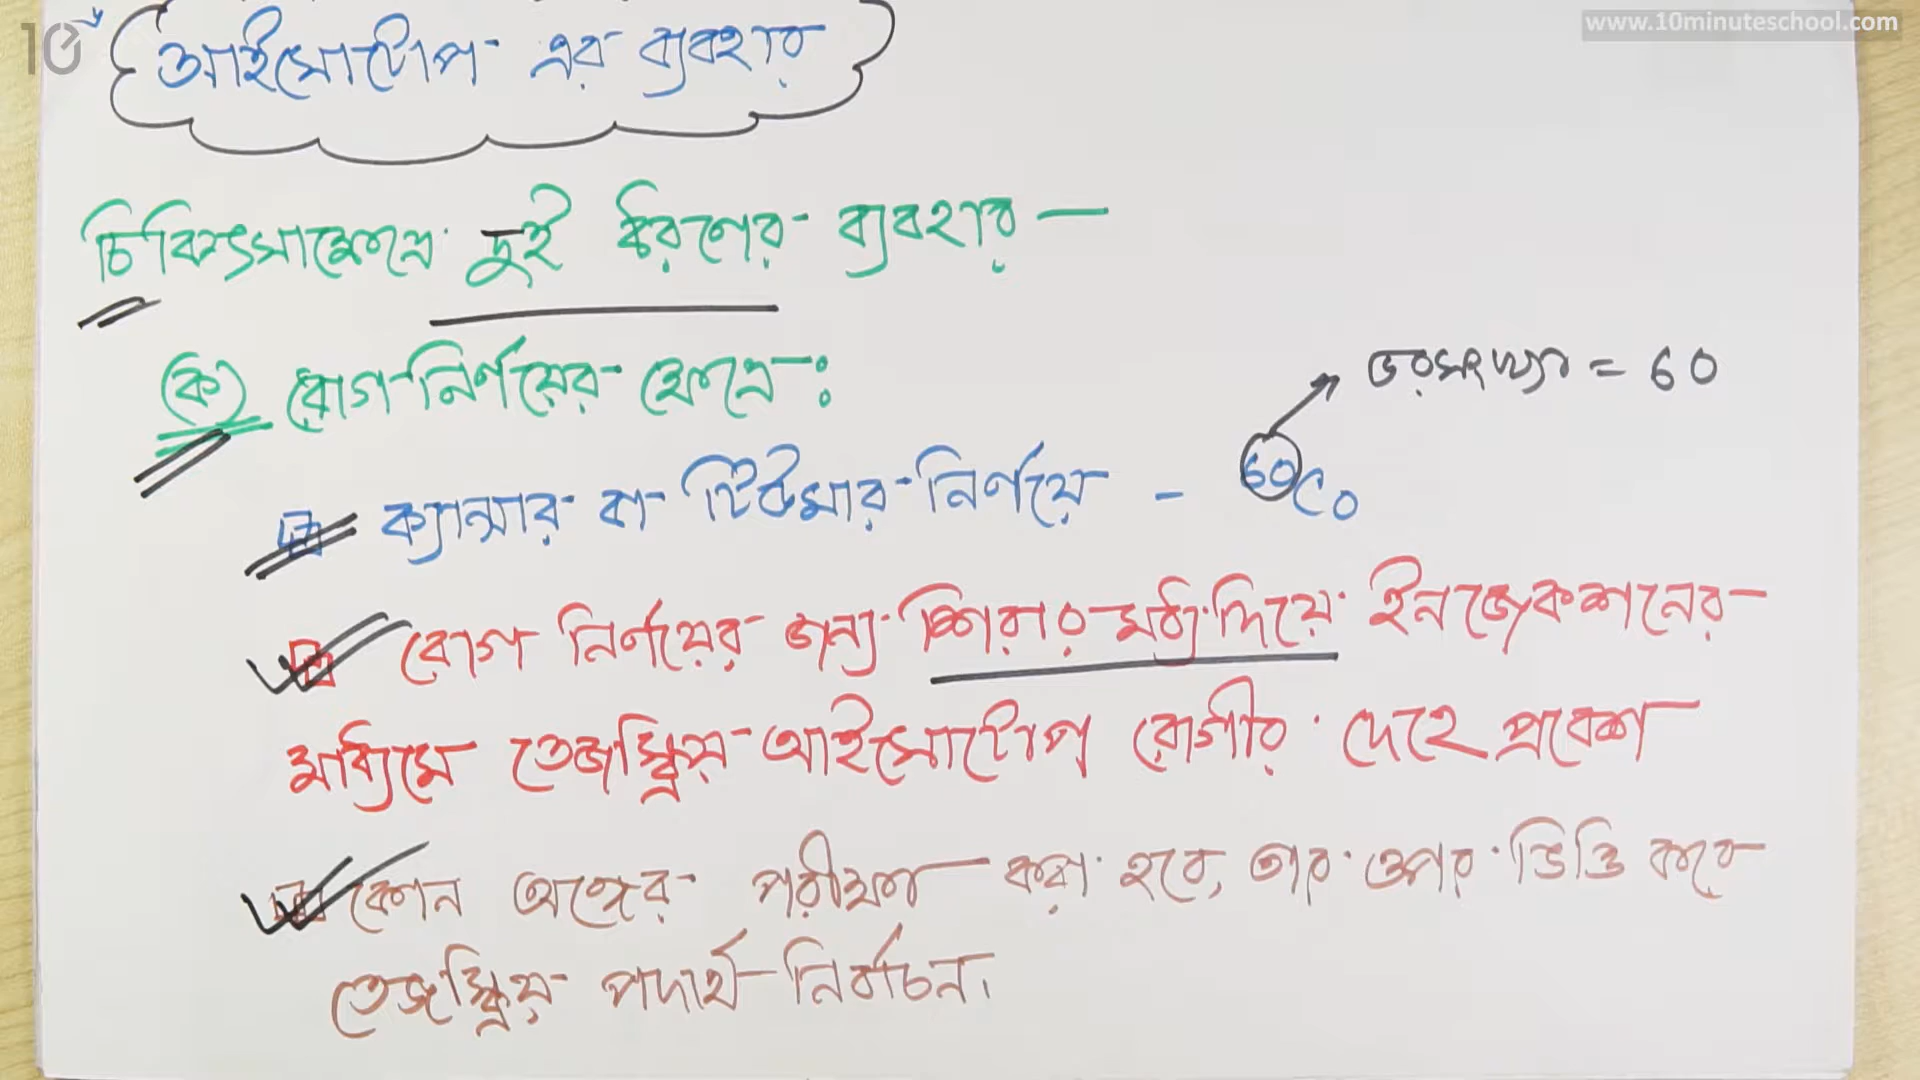 10
www.10minuteschool.com
আইসোটোপ এর ব্যবহার
চিকিৎসাক্ষেত্রে দুই ধরণের ব্যবহার —
(ক) রোগ নির্ণয়ের ক্ষেত্রে :
ভরসংখ্যা = 60
ক্যান্সার বা টিউমার নির্ণয়ে - 60Co
রোগ নির্ণয়ের জন্য শিরার মধ্য দিয়ে ইনজেকশনের
মাধ্যমে তেজস্ক্রিয় আইসোটোপ রোগীর দেহে প্রবেশ
কোন অঙ্গের পরীক্ষা করা হবে, তার ওপর ভিত্তি করে
তেজস্ক্রিয় পদার্থ নির্বাচন।